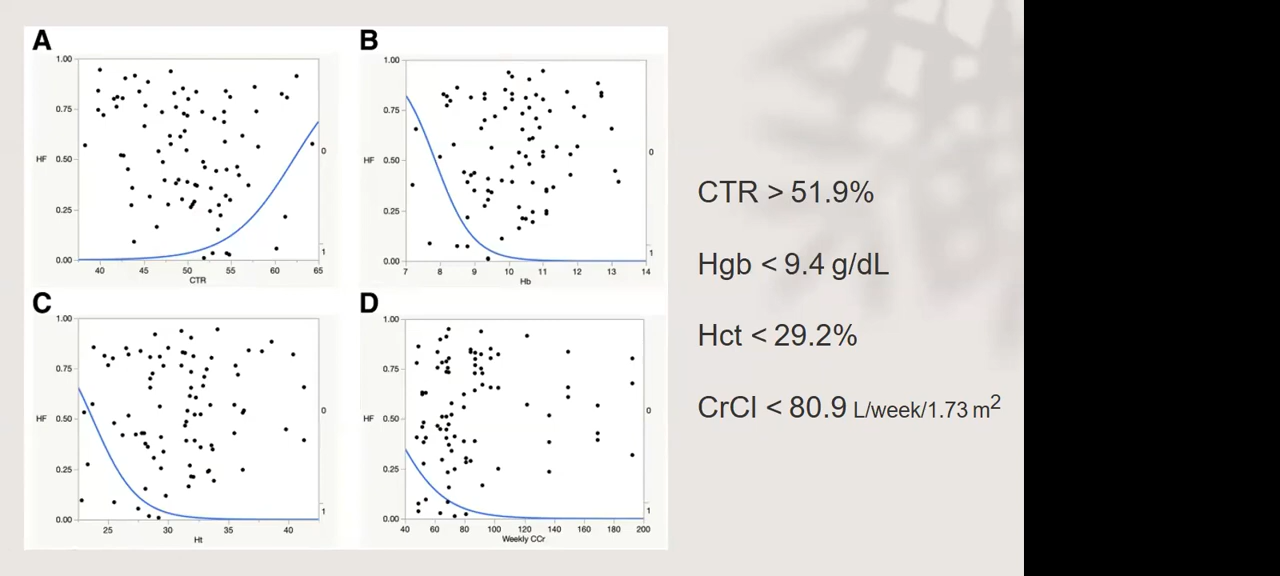 A
1.00
0.75
HF 0.50
0.25
0.00
0
1
40 45 50 55 60 65
CTR
B
1.00
0.75
HF 0.50
0.25
0.00
0
1
7 8 9 10 11 12 13 14
Hb
C
1.00
0.75
HF 0.50
0.25
0.00
0
1
25 30 35 40
Ht
D
1.00
0.75
HF 0.50
0.25
0.00
0
1
40 60 80 100 120 140 160 180 200
Weekly CCr
CTR > 51.9%
Hgb < 9.4 g/dL
Hct < 29.2%
CrCl < 80.9 L/week/1.73 m²